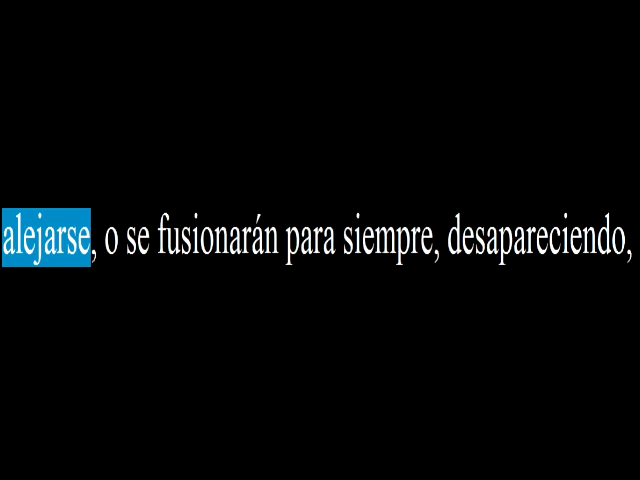 alejarse, o se fusionarán para siempre, desapareciendo,